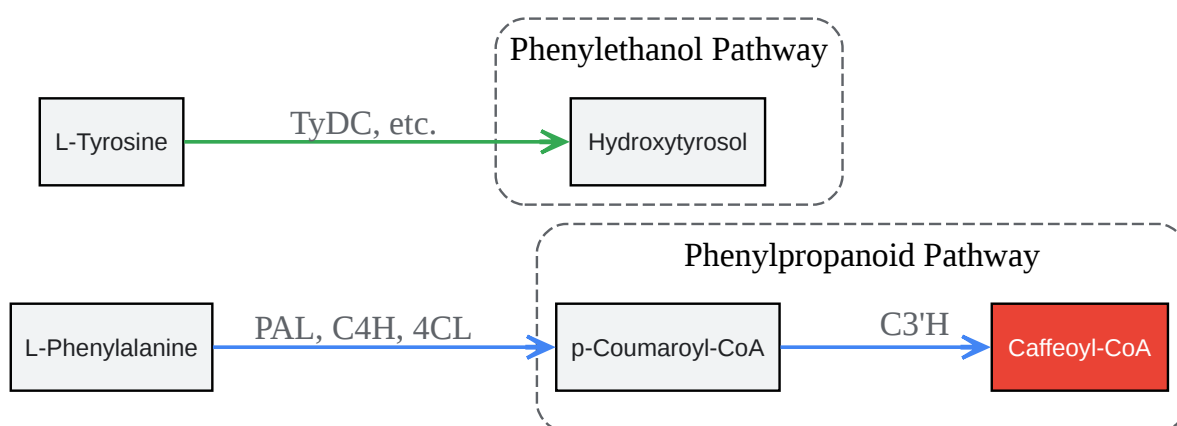 Phenylethanol Pathway
L-Tyrosine
TyDC, etc.
Hydroxytyrosol
Phenylpropanoid Pathway
L-Phenylalanine
PAL, C4H, 4CL
p-Coumaroyl-CoA
C3'H
Caffeoyl-CoA